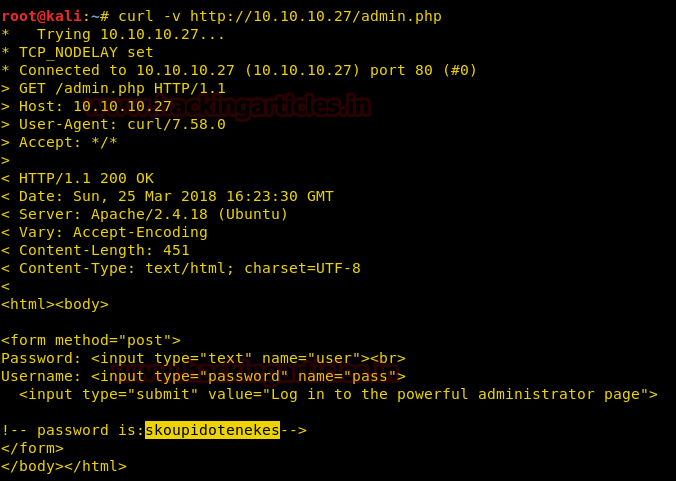 root@kali:~# curl -v http://10.10.10.27/admin.php
*   Trying 10.10.10.27...
* TCP_NODELAY set
* Connected to 10.10.10.27 (10.10.10.27) port 80 (#0)
> GET /admin.php HTTP/1.1
> Host: 10.10.10.27
www.hackingarticles.in
> User-Agent: curl/7.58.0
> Accept: */*
>
< HTTP/1.1 200 OK
< Date: Sun, 25 Mar 2018 16:23:30 GMT
< Server: Apache/2.4.18 (Ubuntu)
< Vary: Accept-Encoding
< Content-Length: 451
< Content-Type: text/html; charset=UTF-8
<
<html><body>

<form method="post">
Password: <input type="text" name="user"><br>
Username: <input type="password" name="pass">
www.hackingarticles.in
  <input type="submit" value="Log in to the powerful administrator page">

!-- password is:skoupidotenekes-->
</form>
</body></html>